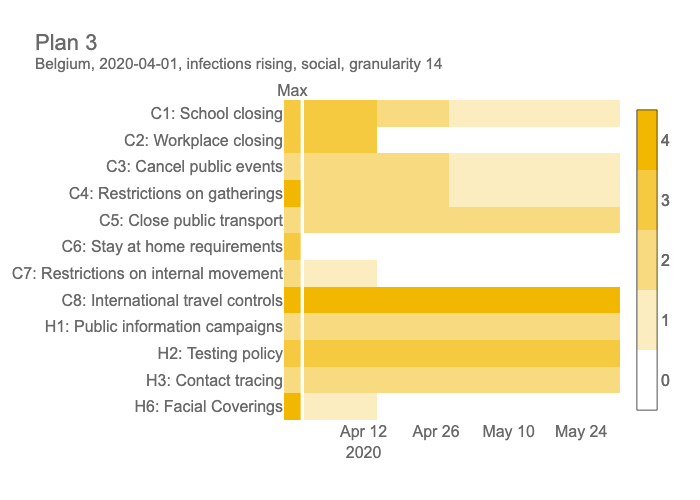 Plan 3
Belgium, 2020-04-01, infections rising, social, granularity 14
Max
C1: School closing
C2: Workplace closing
C3: Cancel public events
C4: Restrictions on gatherings
C5: Close public transport
C6: Stay at home requirements
C7: Restrictions on internal movement
C8: International travel controls
H1: Public information campaigns
H2: Testing policy
H3: Contact tracing
H6: Facial Coverings
Apr 12 Apr 26 May 10 May 24
2020
4
3
2
1
0